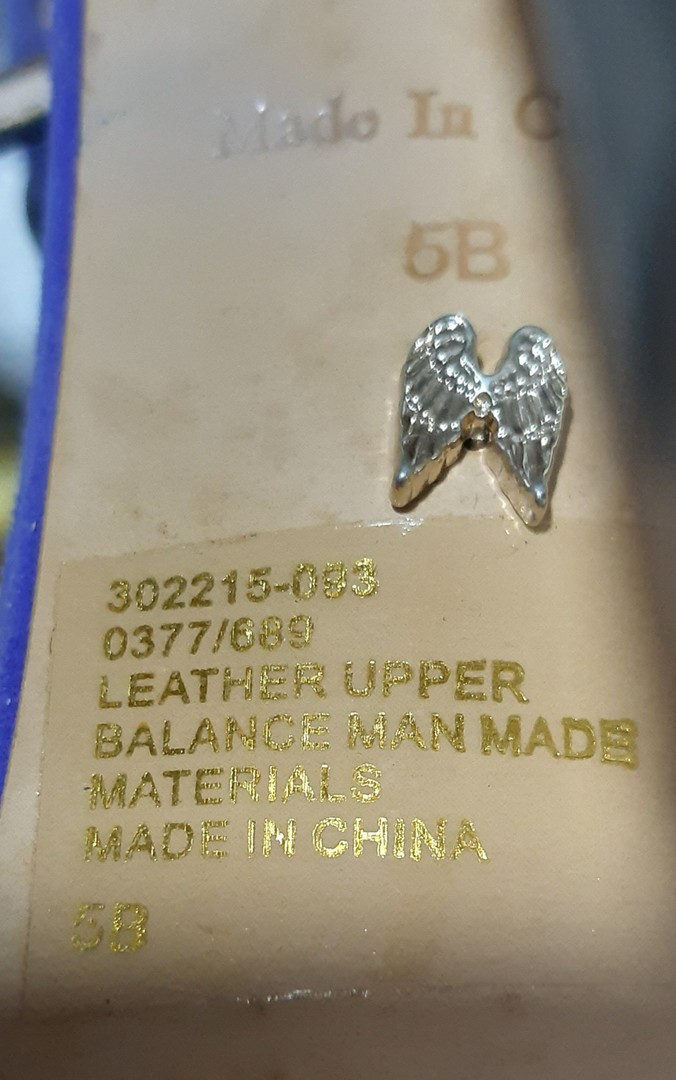 Made In C
5B
302215-093
0377/689
LEATHER UPPER
BALANCE MAN MADE
MATERIALS
MADE IN CHINA
5B